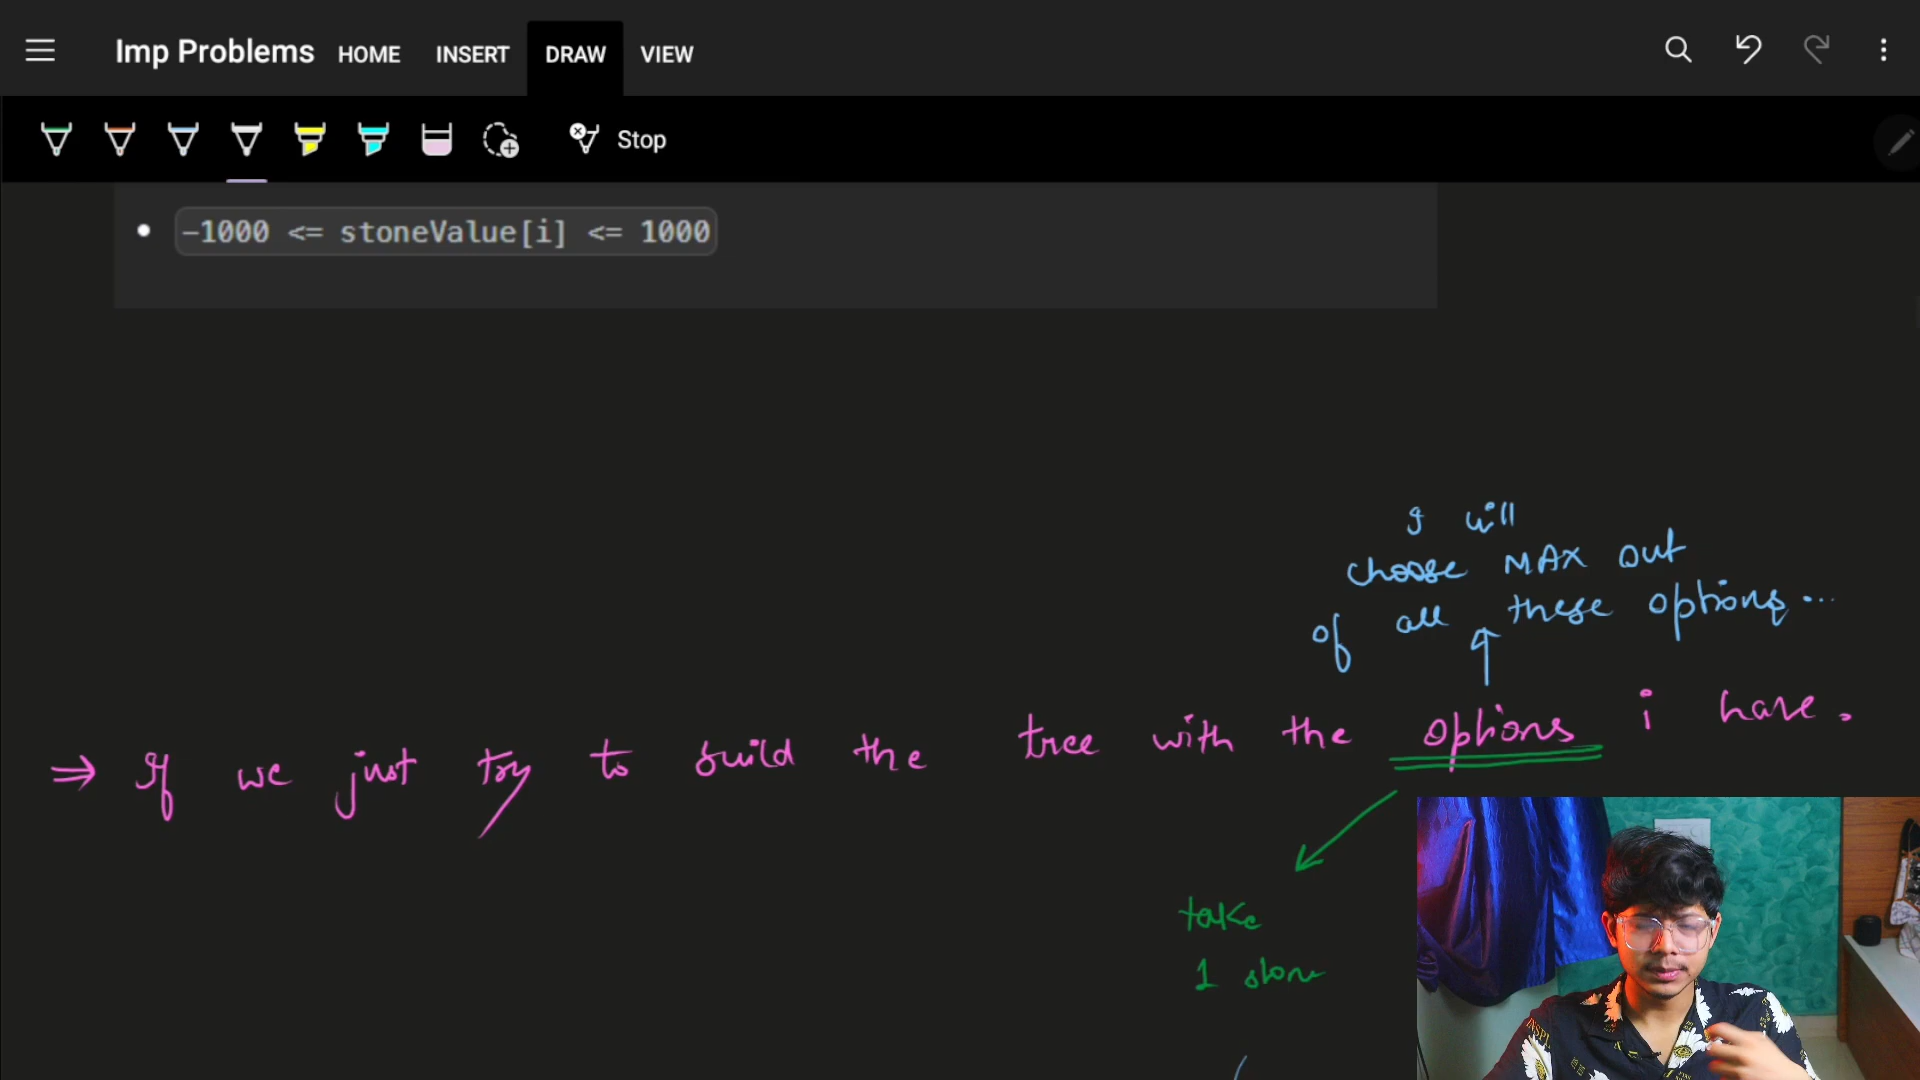 Imp Problems HOME INSERT DRAW VIEW
Stop
-1000 <= stoneValue[i] <= 1000
I will
choose MAX out
of all these options...
⇒ If we just try to build the tree with the options i have.
take
1 stone